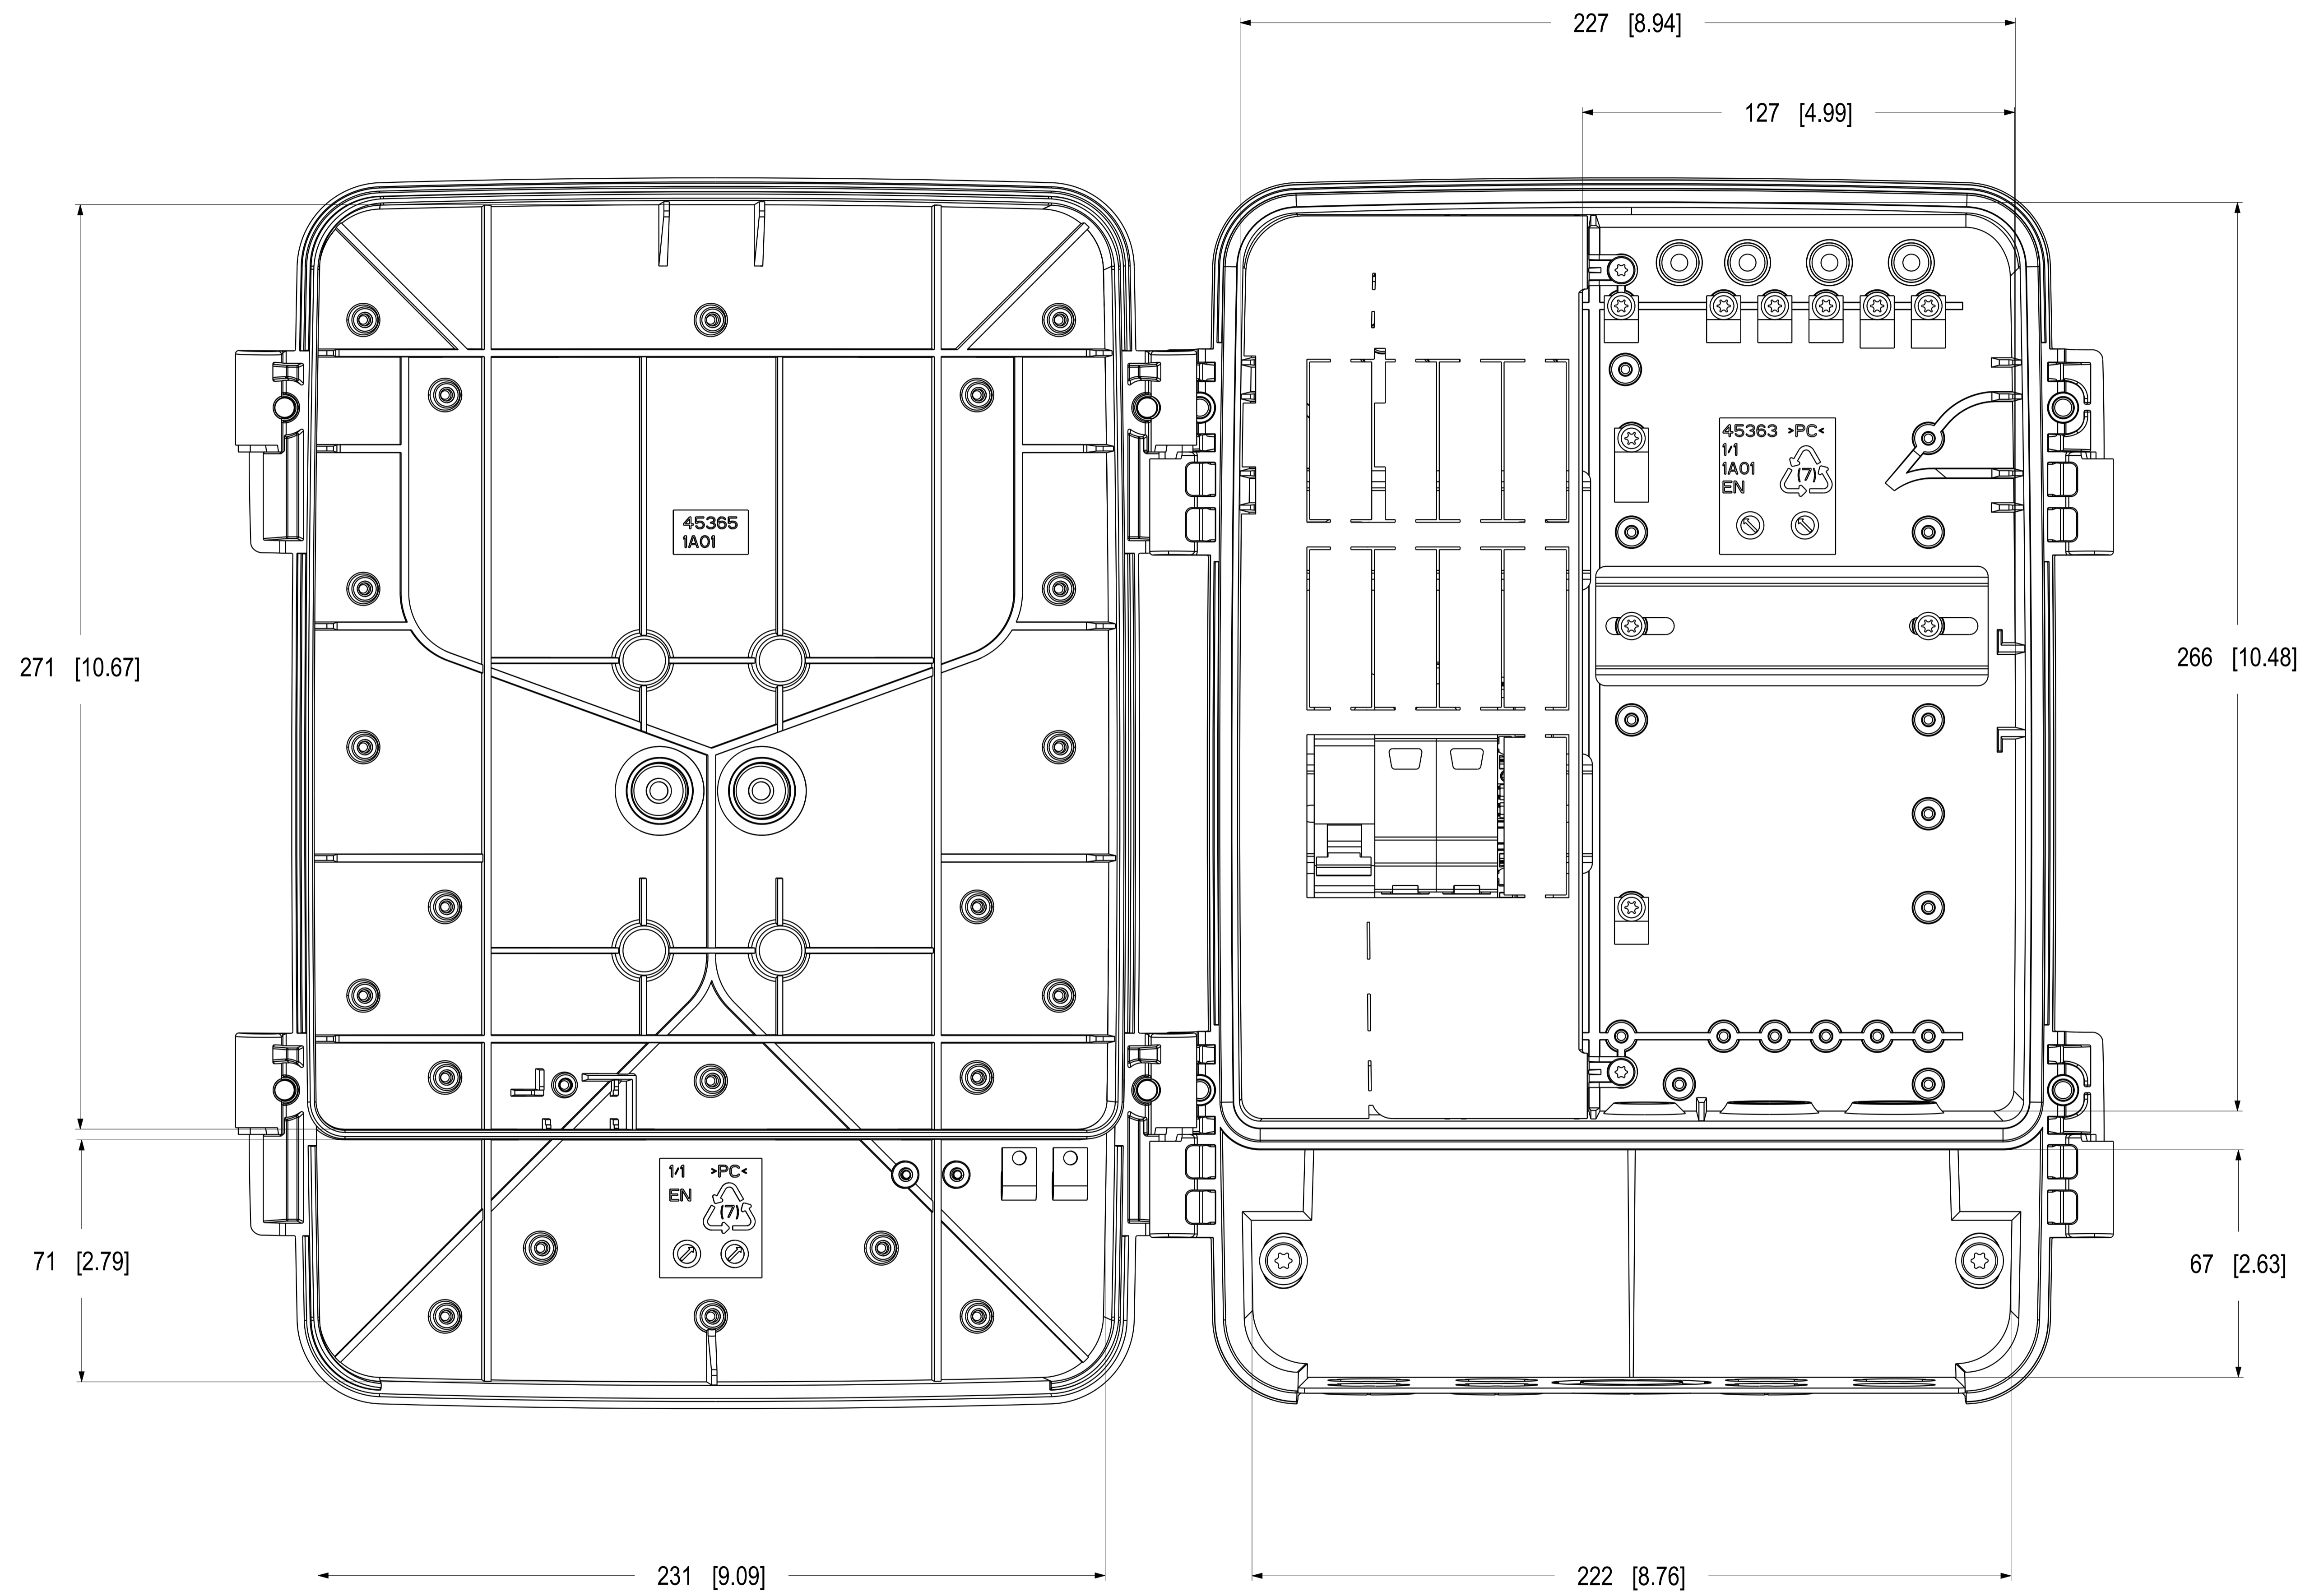 227 [8.94]
127 [4.99]
45363 >PC<
1/1
1A01
(7)
EN
45365
1A01
271 [10.67]
266 [10.48]
1/1 >PC<
EN
(7)
71 [2.79]
67 [2.63]
231 [9.09]
222 [8.76]